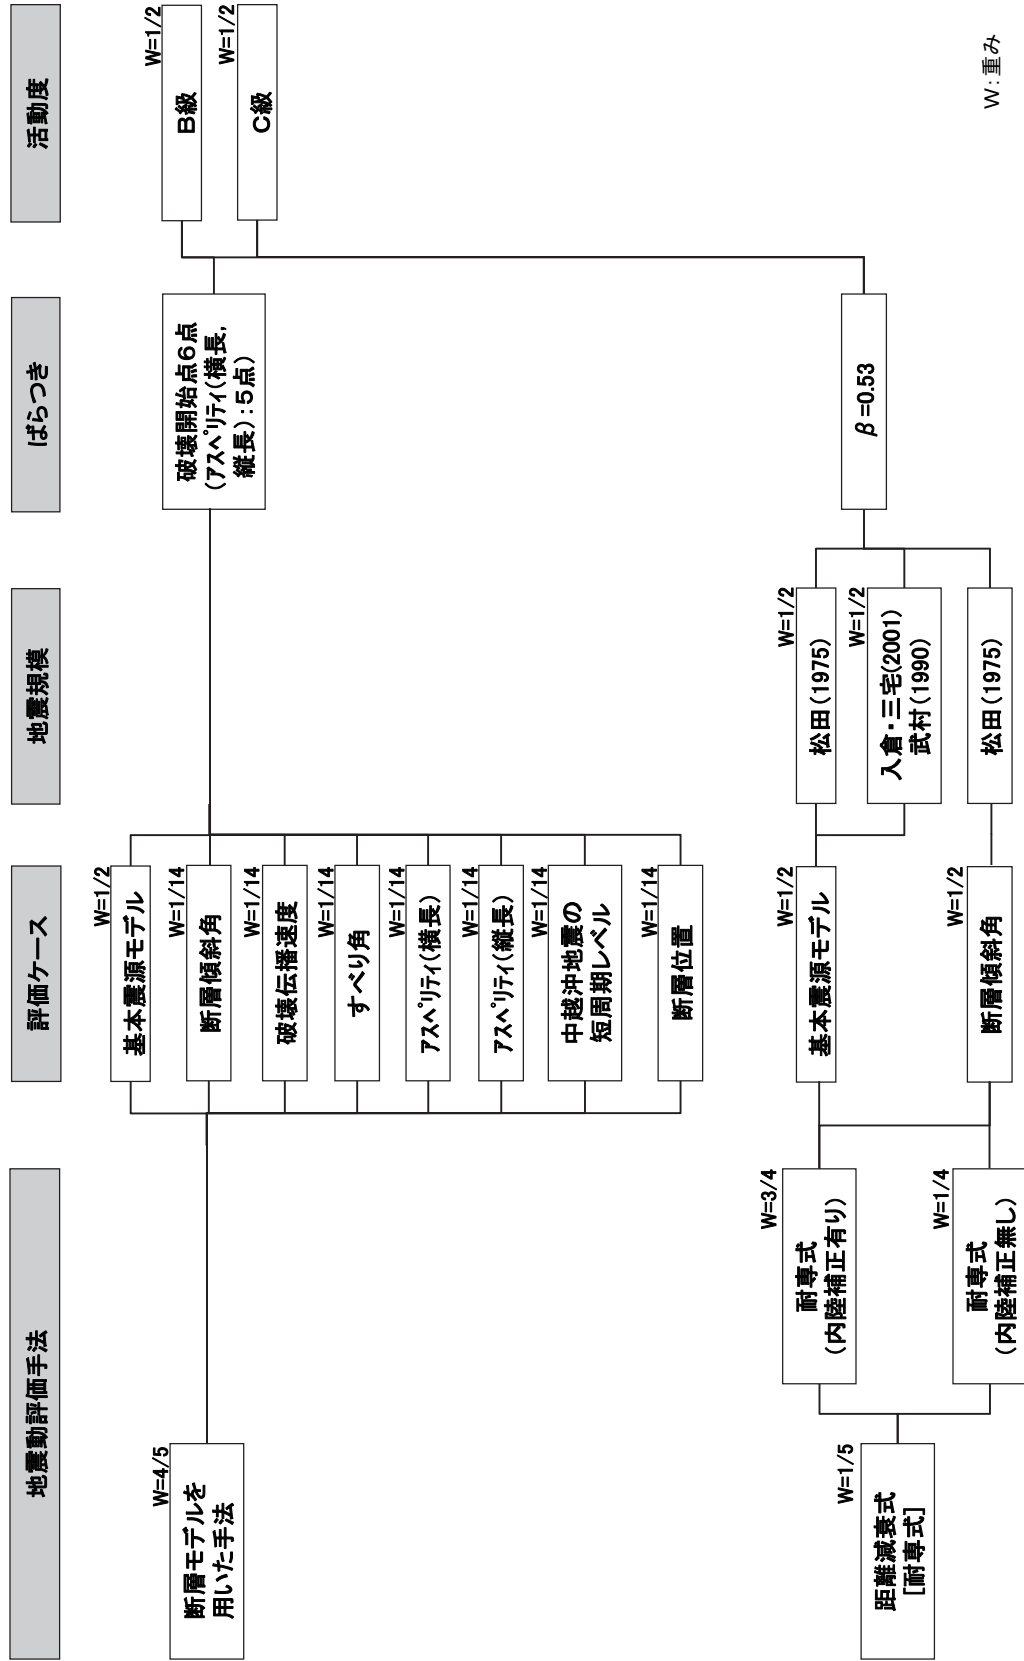 地震動評価手法
評価ケース
地震規模
ばらつき
活動度
W=4/5
断層モデルを
用いた手法
W=1/2
基本震源モデル
W=1/14
断層傾斜角
W=1/14
破壊伝播速度
W=1/14
すべり角
W=1/14
アスペリティ(横長)
W=1/14
アスペリティ(縦長)
W=1/14
中越沖地震の
短周期レベル
W=1/14
断層位置
破壊開始点6点
(アスペリティ(横長,
縦長):5点)
W=1/2
B級
W=1/2
C級
W=1/5
距離減衰式
[耐専式]
W=3/4
耐専式
(内陸補正有り)
W=1/4
耐専式
(内陸補正無し)
W=1/2
基本震源モデル
W=1/2
断層傾斜角
W=1/2
松田(1975)
W=1/2
入倉・三宅(2001)
武村(1990)
松田(1975)
β=0.53
W:重み